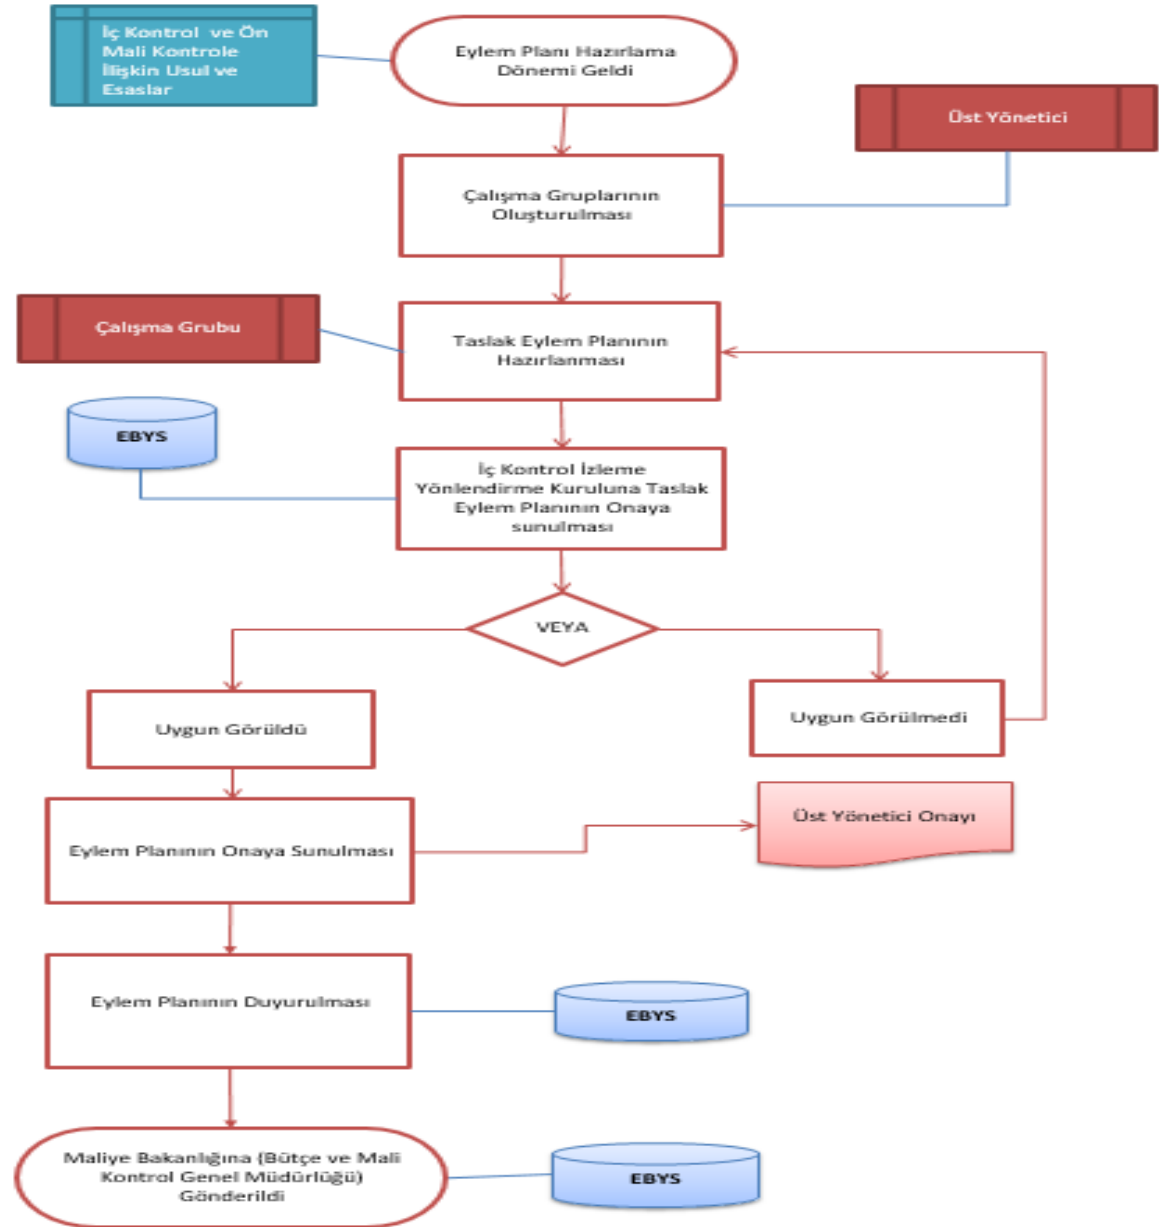 İç Kontrol ve Ön
Mali Kontrole
İlişkin Usul ve
Esaslar
Eylem Planı Hazırlama
Dönemi Geldi
Üst Yönetici
Çalışma Gruplarının
Oluşturulması
Çalışma Grubu
Taslak Eylem Planının
Hazırlanması
EBYS
İç Kontrol İzleme
Yönlendirme Kuruluna Taslak
Eylem Planının Onaya
sunulması
VEYA
Uygun Görüldü
Uygun Görülmedi
Üst Yönetici Onayı
Eylem Planının Onaya Sunulması
Eylem Planının Duyurulması
EBYS
Maliye Bakanlığına (Bütçe ve Mali
Kontrol Genel Müdürlüğü)
Gönderildi
EBYS